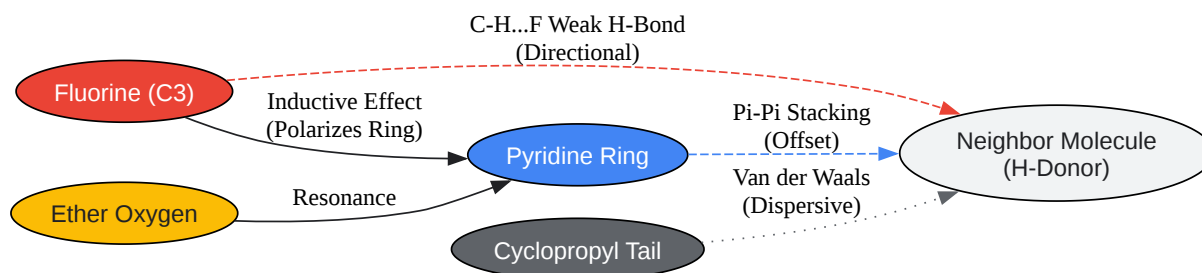 C-H...F Weak H-Bond
(Directional)
Fluorine (C3)
Inductive Effect
(Polarizes Ring)
Pi-Pi Stacking
(Offset)
Neighbor Molecule
(H-Donor)
Pyridine Ring
Van der Waals
(Dispersive)
Resonance
Ether Oxygen
Cyclopropyl Tail